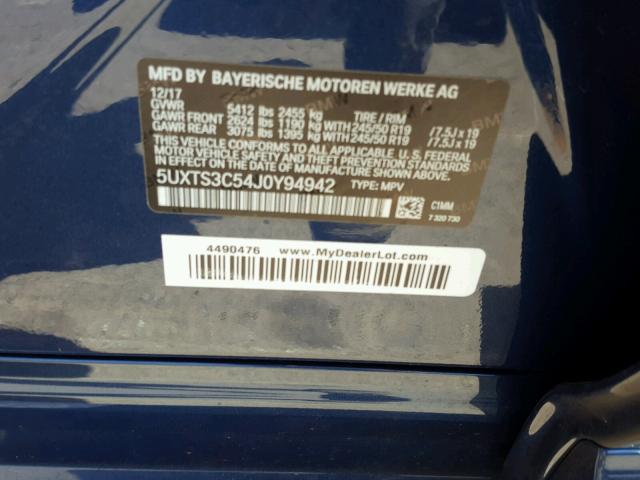 MFD BY BAYERISCHE MOTOREN WERKE AG
12/17
GVWR 5412 lbs 2455 kg TIRE / RIM
GAWR FRONT 2624 lbs 1190 kg WITH 245/50 R19 /7.5J x 19
GAWR REAR 3075 lbs 1395 kg WITH 245/50 R19 /7.5J x 19
THIS VEHICLE CONFORMS TO ALL APPLICABLE FEDERAL MOTOR VEHICLE SAFETY,
BUMPER, AND THEFT PREVENTION STANDARDS IN EFFECT ON THE DATE OF
MANUFACTURE SHOWN ABOVE.
5UXTS3C54J0Y94942 TYPE: MPV
C1MM
7 320 730
4490476 www.MyDealerLot.com